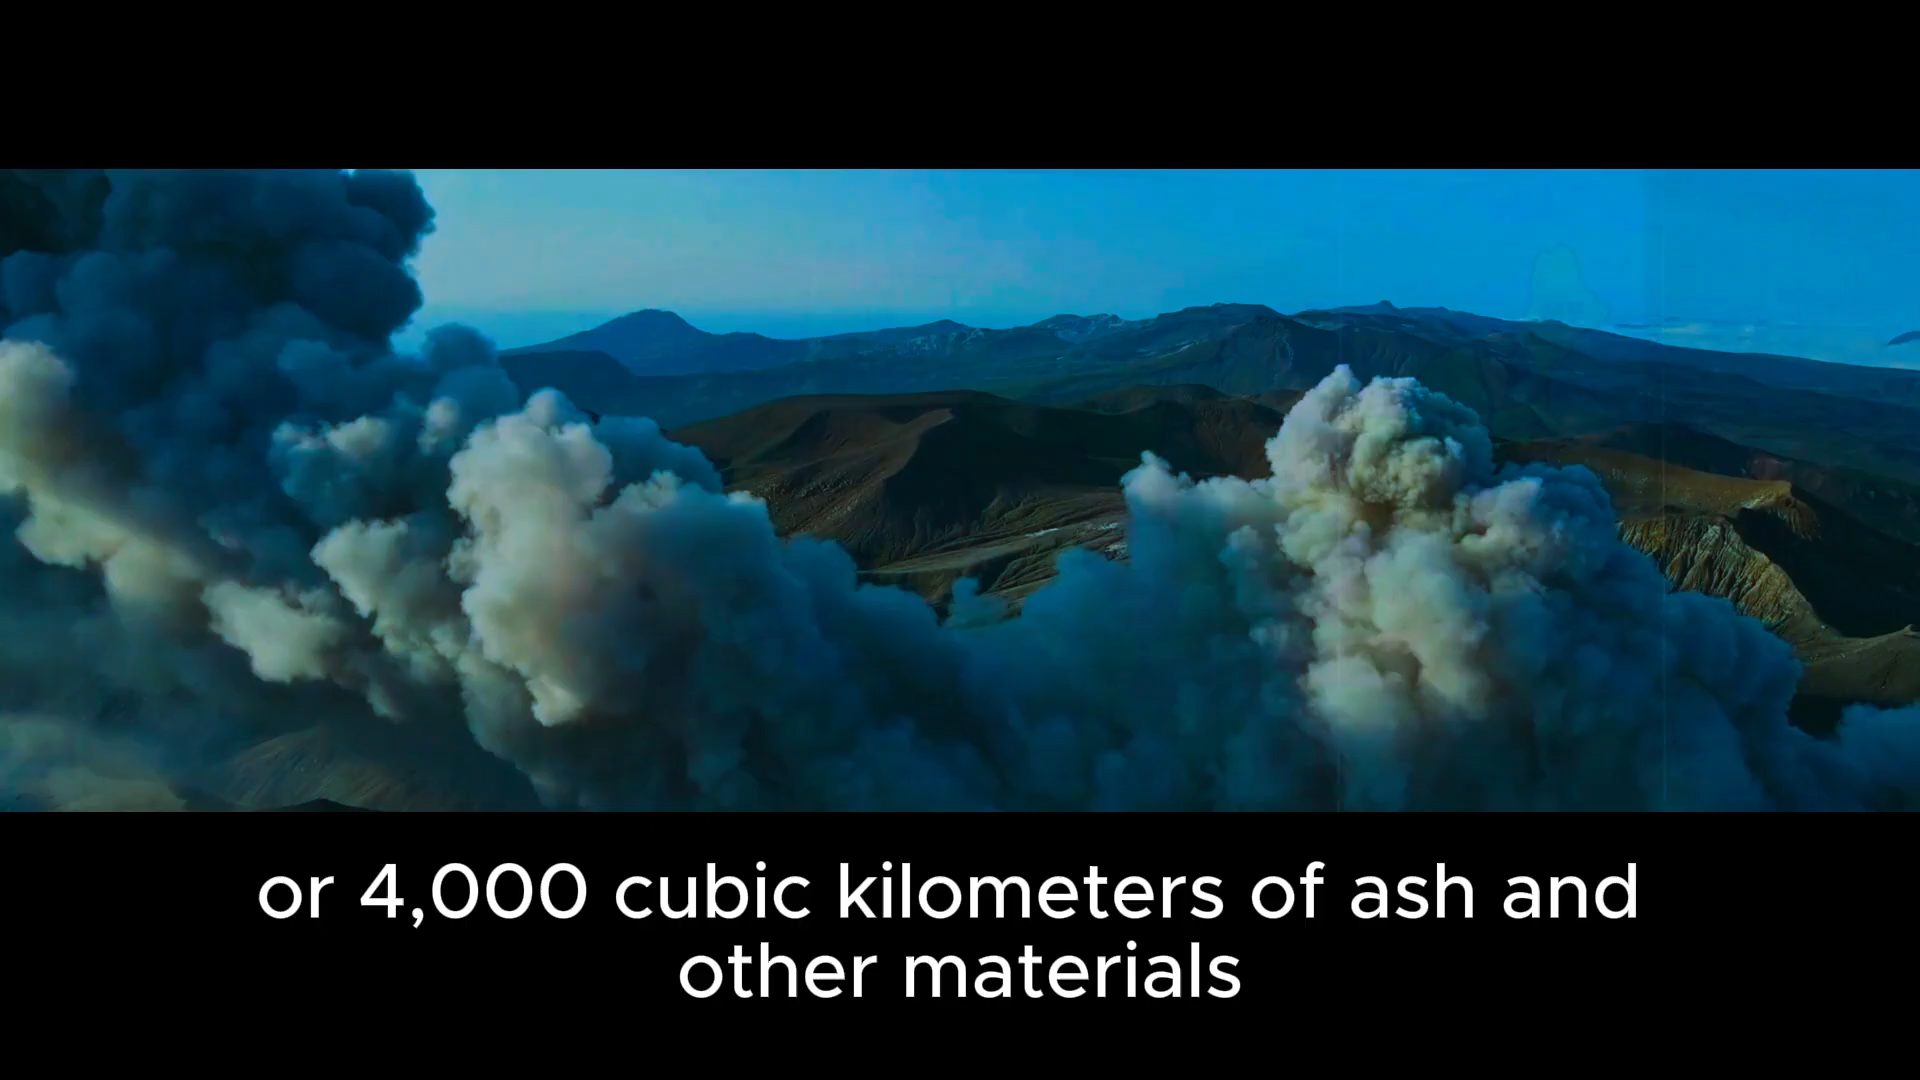 or 4,000 cubic kilometers of ash and
other materials